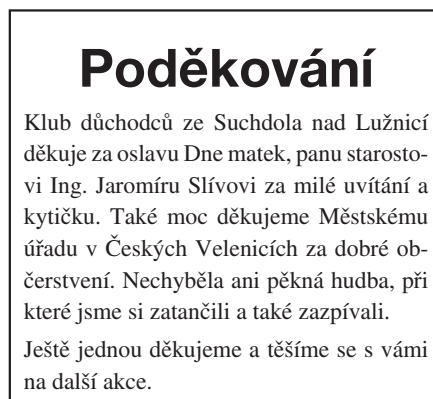 Poděkování
Klub důchodců ze Suchdola nad Lužnicí
děkuje za oslavu Dne matek, panu starosto-
vi Ing. Jaromíru Slívovi za milé uvítání a
kytičku. Také moc děkujeme Městskému
úřadu v Českých Velenicích za dobré ob-
čerstvení. Nechyběla ani pěkná hudba, při
které jsme si zatančili a také zazpívali.
Ještě jednou děkujeme a těšíme se s vámi
na další akce.